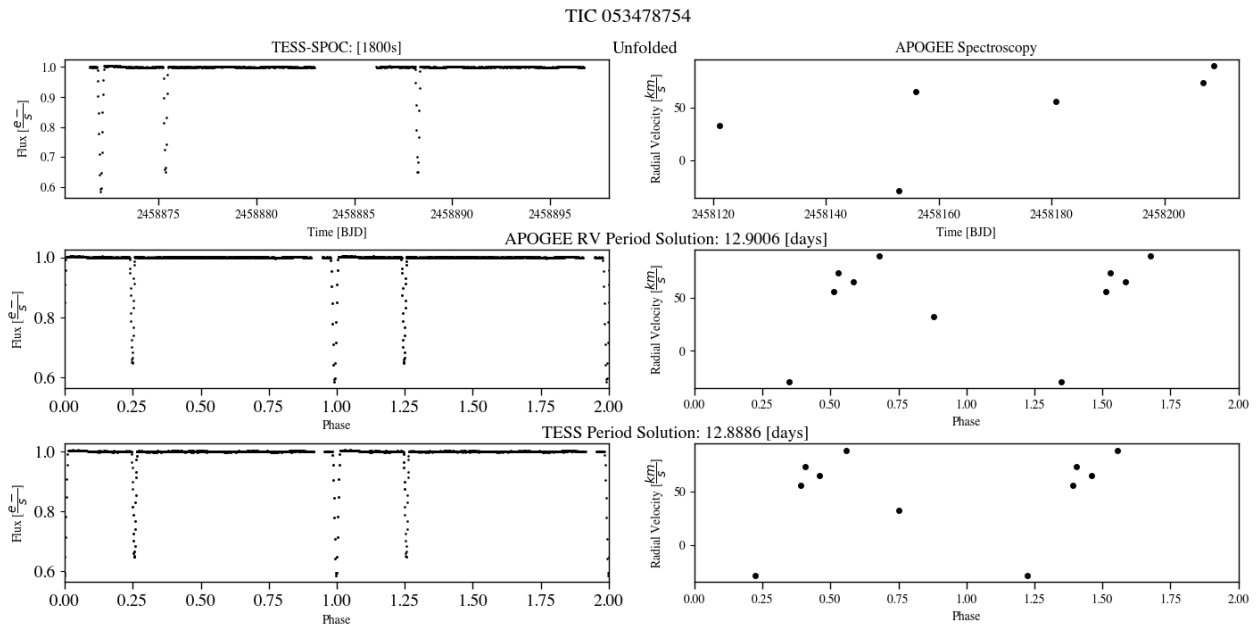 TIC 053478754
TESS-SPOC: [1800s]
Unfolded
APOGEE Spectroscopy
Flux [e−/s]
1.0
0.9
0.8
0.7
0.6
2458875
2458880
2458885
2458890
2458895
Time [BJD]
Radial Velocity [km/s]
50
0
2458120
2458140
2458160
2458180
2458200
Time [BJD]
APOGEE RV Period Solution: 12.9006 [days]
Flux [e−/s]
1.0
0.8
0.6
0.00 0.25 0.50 0.75 1.00 1.25 1.50 1.75 2.00
Phase
Radial Velocity [km/s]
50
0
0.00 0.25 0.50 0.75 1.00 1.25 1.50 1.75 2.00
Phase
TESS Period Solution: 12.8886 [days]
Flux [e−/s]
1.0
0.8
0.6
0.00 0.25 0.50 0.75 1.00 1.25 1.50 1.75 2.00
Phase
Radial Velocity [km/s]
50
0
0.00 0.25 0.50 0.75 1.00 1.25 1.50 1.75 2.00
Phase